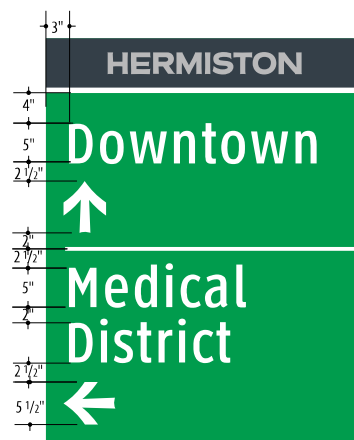 3"
HERMISTON
4"
Downtown
5"
2 1/2"
2"
2 1/2"
Medical
5"
2"
District
2 1/2"
5 1/2"